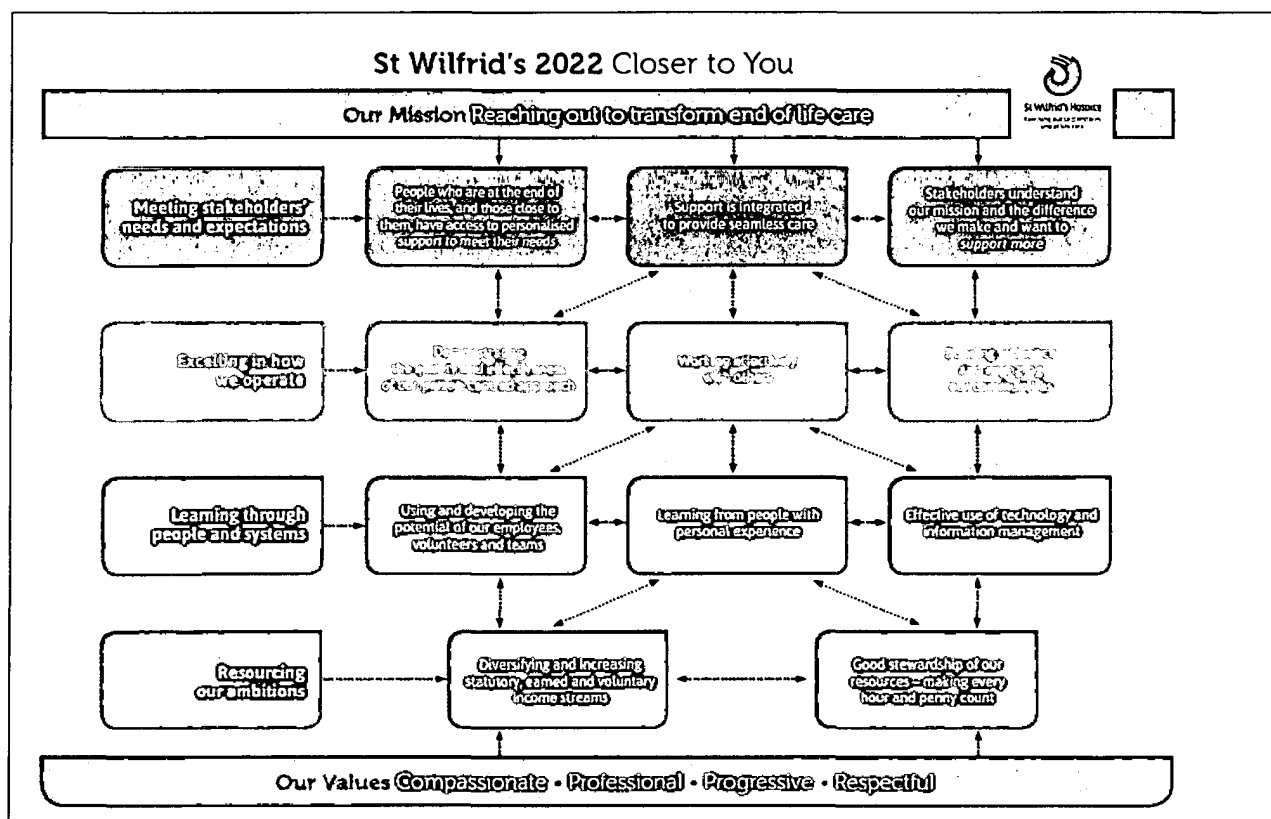 St Wilfrid's 2022 Closer to You
St Wilfrid's Hospice
Our Mission Reaching out to transform end of life care
Meeting stakeholders'
needs and expectations
People who are at the end of
their lives, and those close to
them, have access to personalised
support to meet their needs
Support is integrated
to provide seamless care
Stakeholders understand
our mission and the difference
we make and want to
support more
Excelling in how
we operate
Working effectively
with others
Learning through
people and systems
Using and developing the
potential of our employees,
volunteers and teams
Learning from people with
personal experience
Effective use of technology and
information management
Resourcing
our ambitions
Diversifying and increasing
statutory, earned and voluntary
income streams
Good stewardship of our
resources – making every
hour and penny count
Our Values Compassionate • Professional • Progressive • Respectful